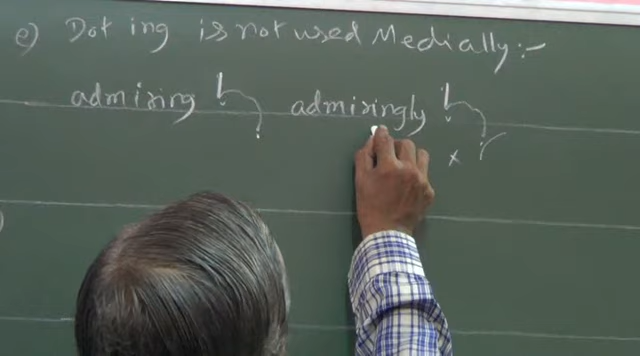 e) Dot ing is not used Medially:-
admiring admiringly
x